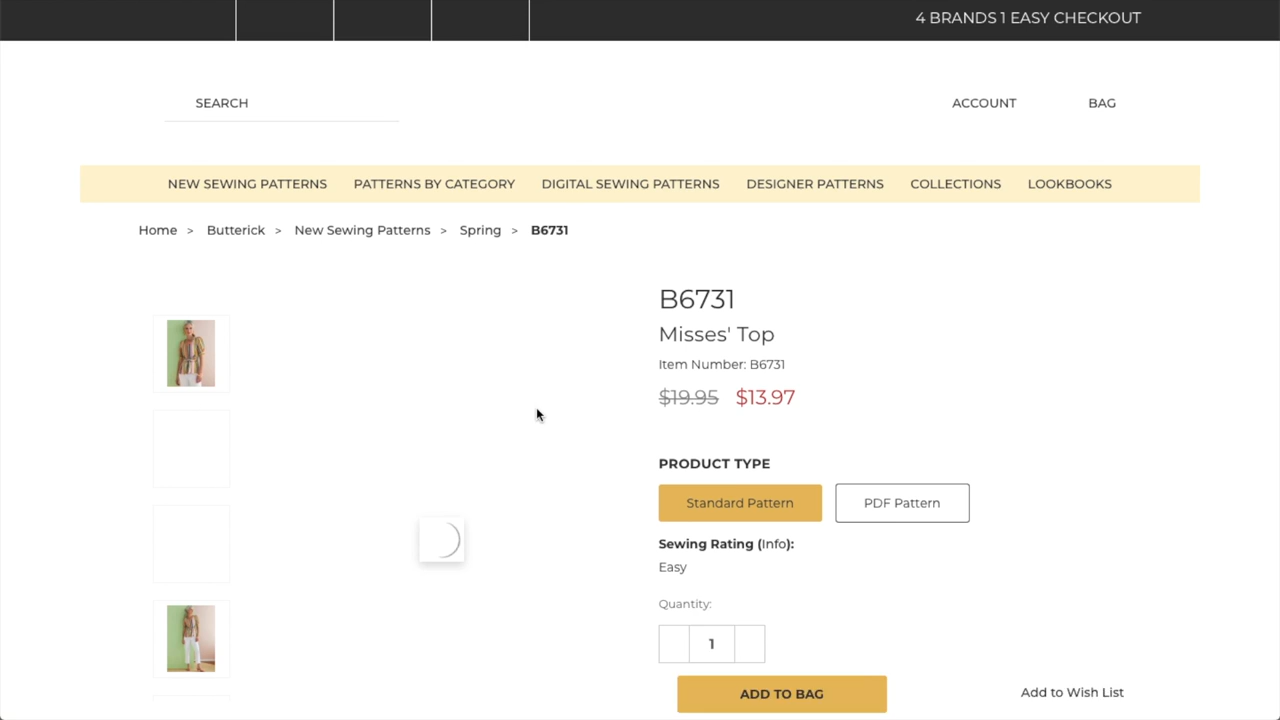 4 BRANDS 1 EASY CHECKOUT
SEARCH
ACCOUNT
BAG
NEW SEWING PATTERNS
PATTERNS BY CATEGORY
DIGITAL SEWING PATTERNS
DESIGNER PATTERNS
COLLECTIONS
LOOKBOOKS
Home > Butterick > New Sewing Patterns > Spring > B6731
B6731
Misses' Top
Item Number: B6731
$19.95 $13.97
PRODUCT TYPE
Standard Pattern
PDF Pattern
Sewing Rating (Info):
Easy
Quantity:
1
ADD TO BAG
Add to Wish List